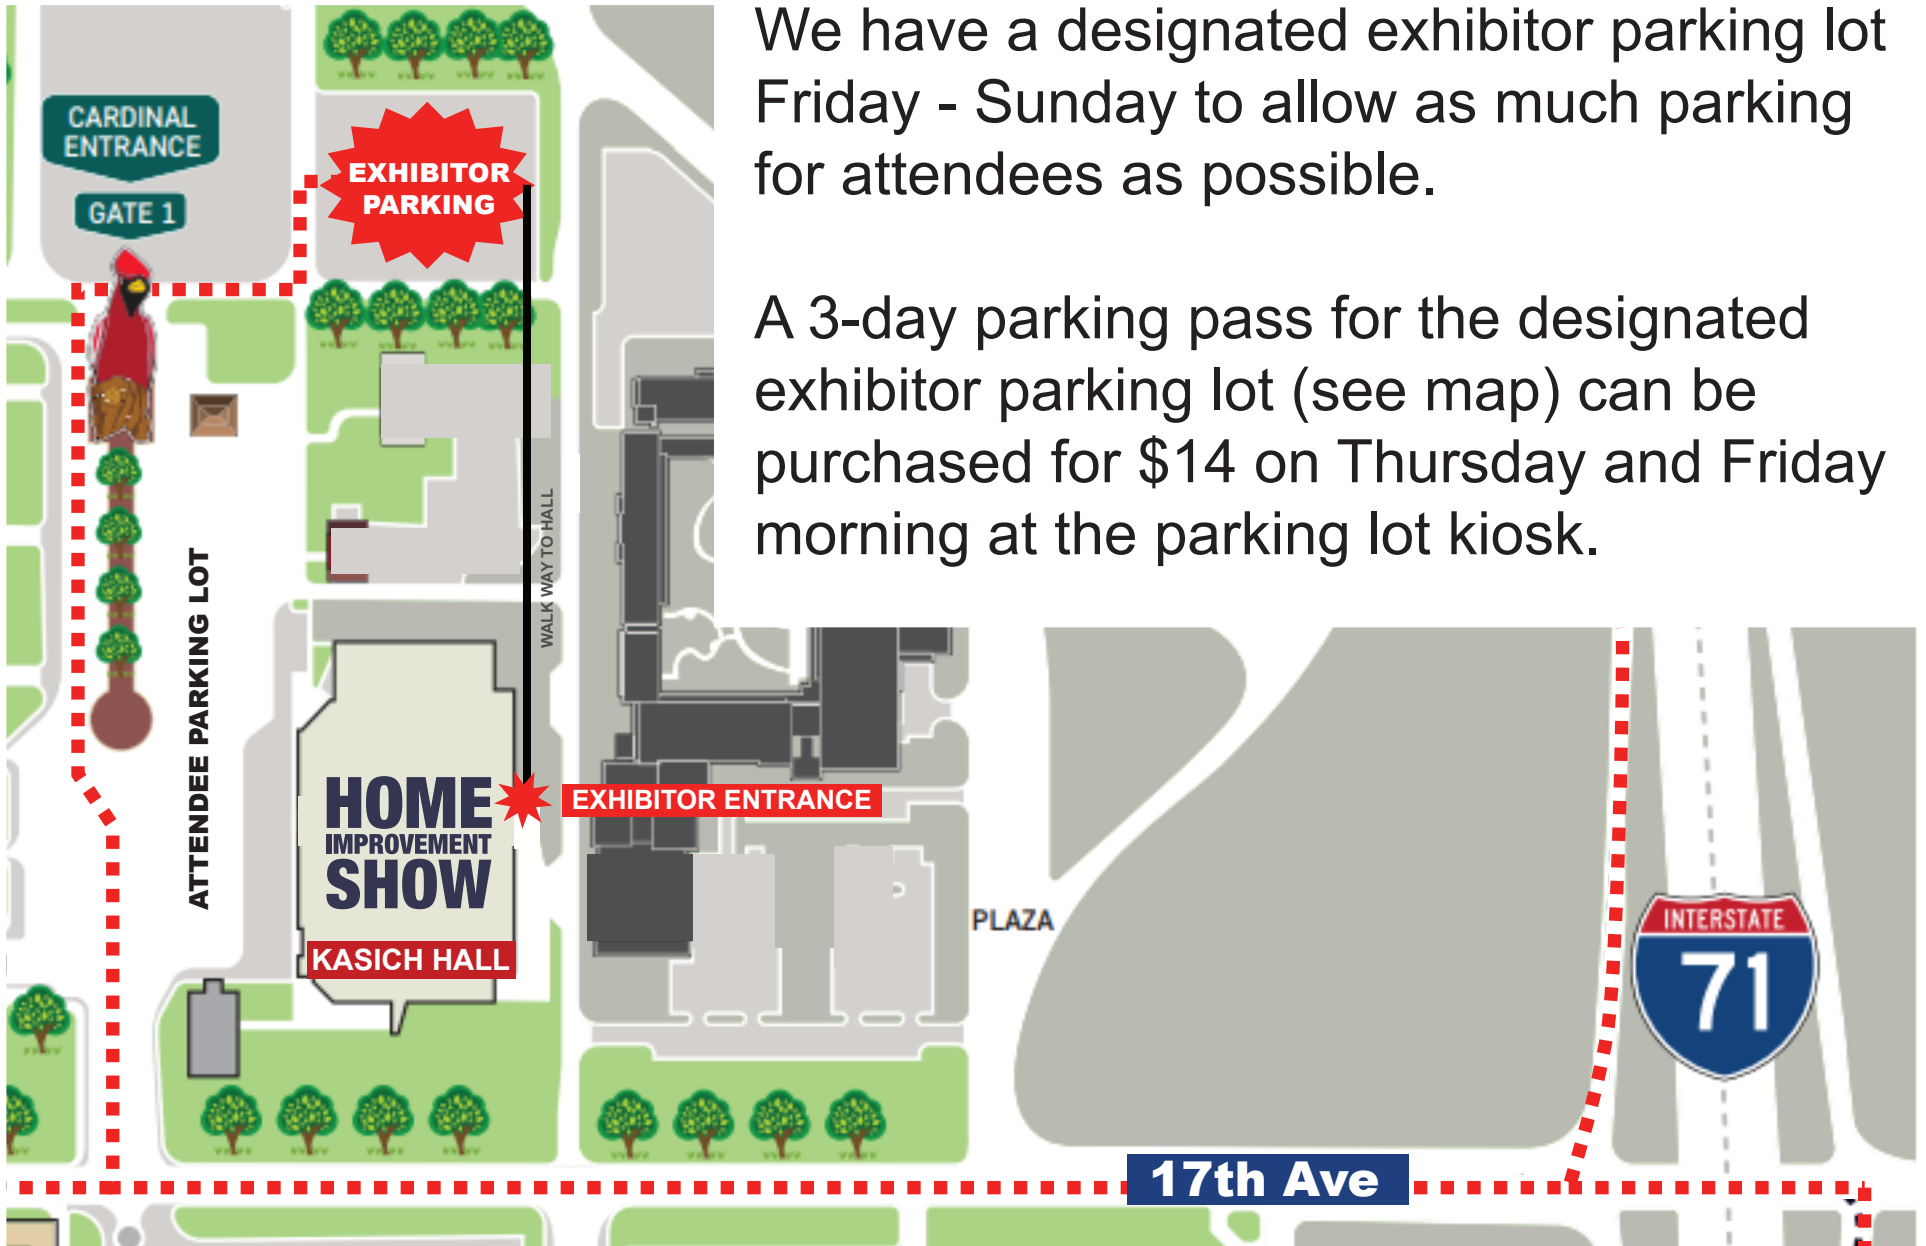 We have a designated exhibitor parking lot
Friday - Sunday to allow as much parking
for attendees as possible.
A 3-day parking pass for the designated
exhibitor parking lot (see map) can be
purchased for $14 on Thursday and Friday
morning at the parking lot kiosk.
CARDINAL
ENTRANCE
GATE 1
EXHIBITOR
PARKING
WALK WAY TO HALL
ATTENDEE PARKING LOT
HOME
IMPROVEMENT
SHOW
EXHIBITOR ENTRANCE
KASICH HALL
PLAZA
INTERSTATE
71
17th Ave